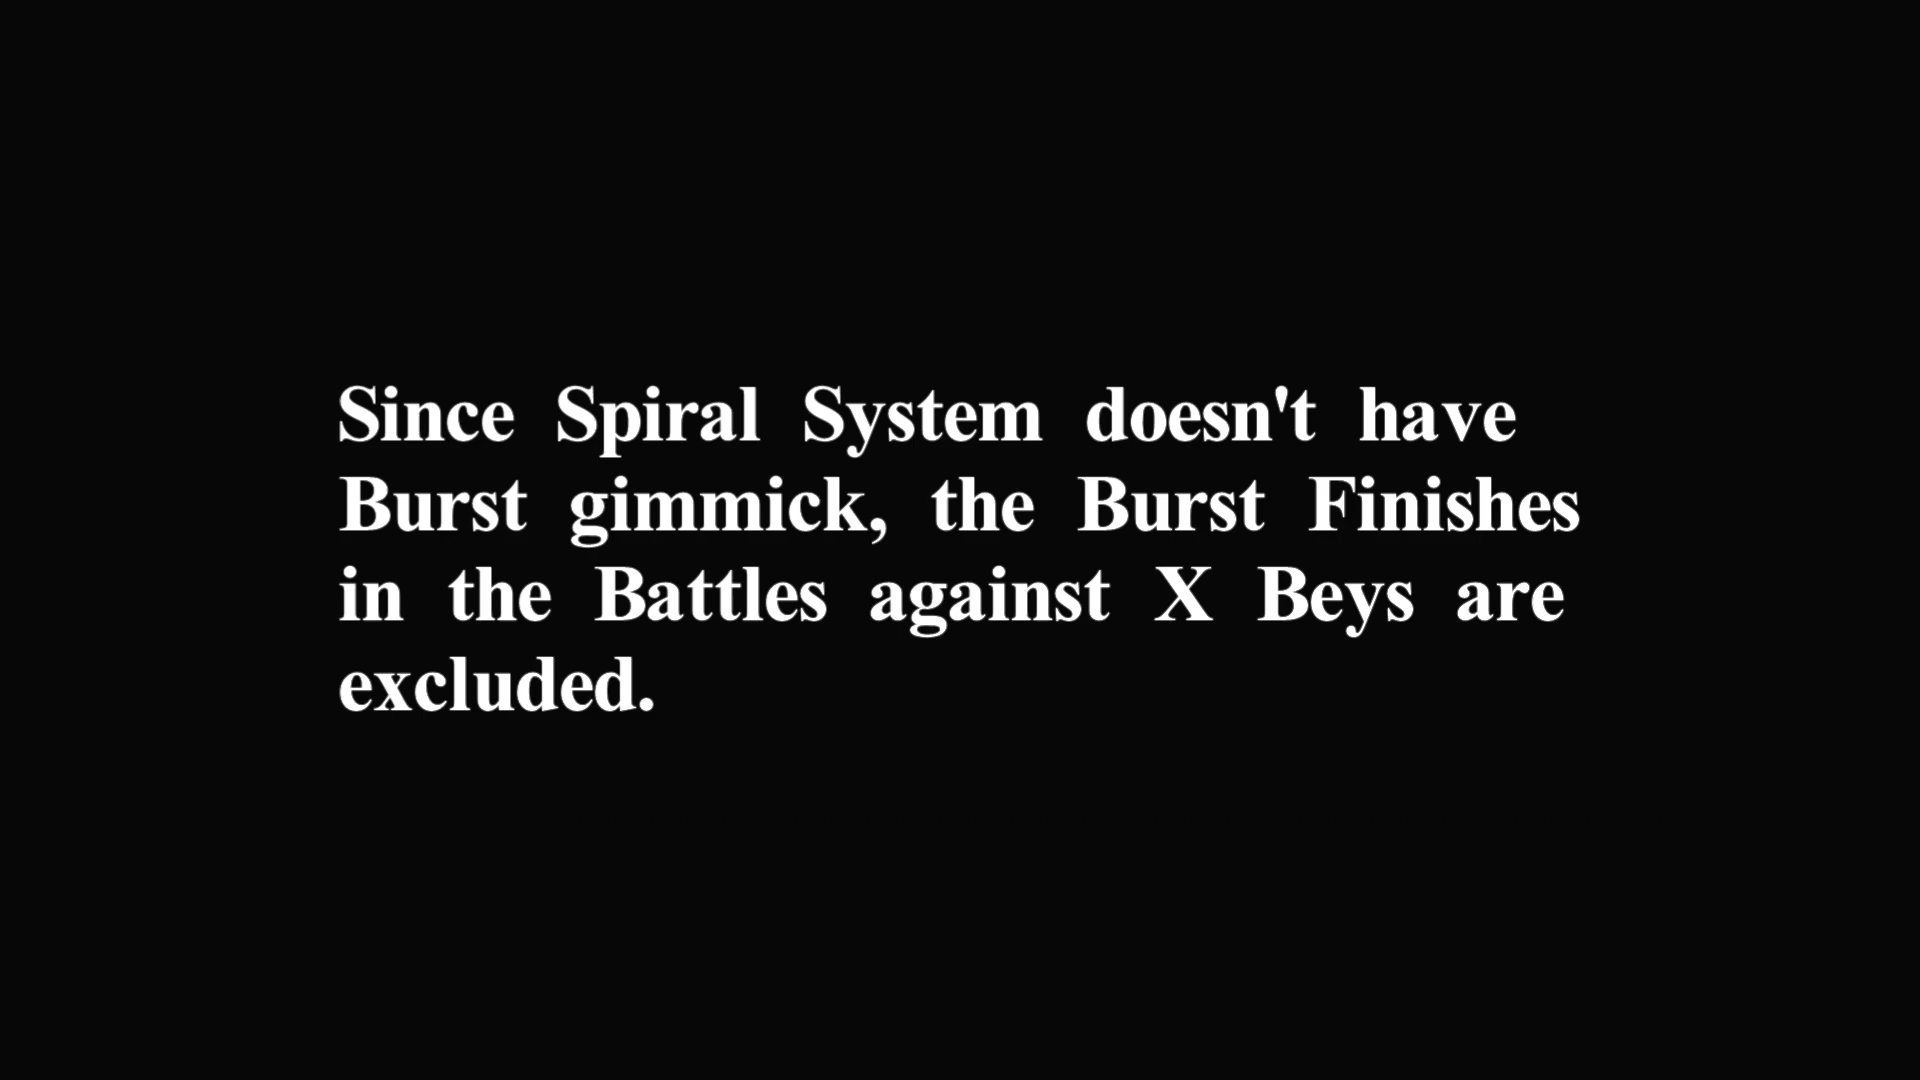 Since Spiral System doesn't have
Burst gimmick, the Burst Finishes
in the Battles against X Beys are
excluded.